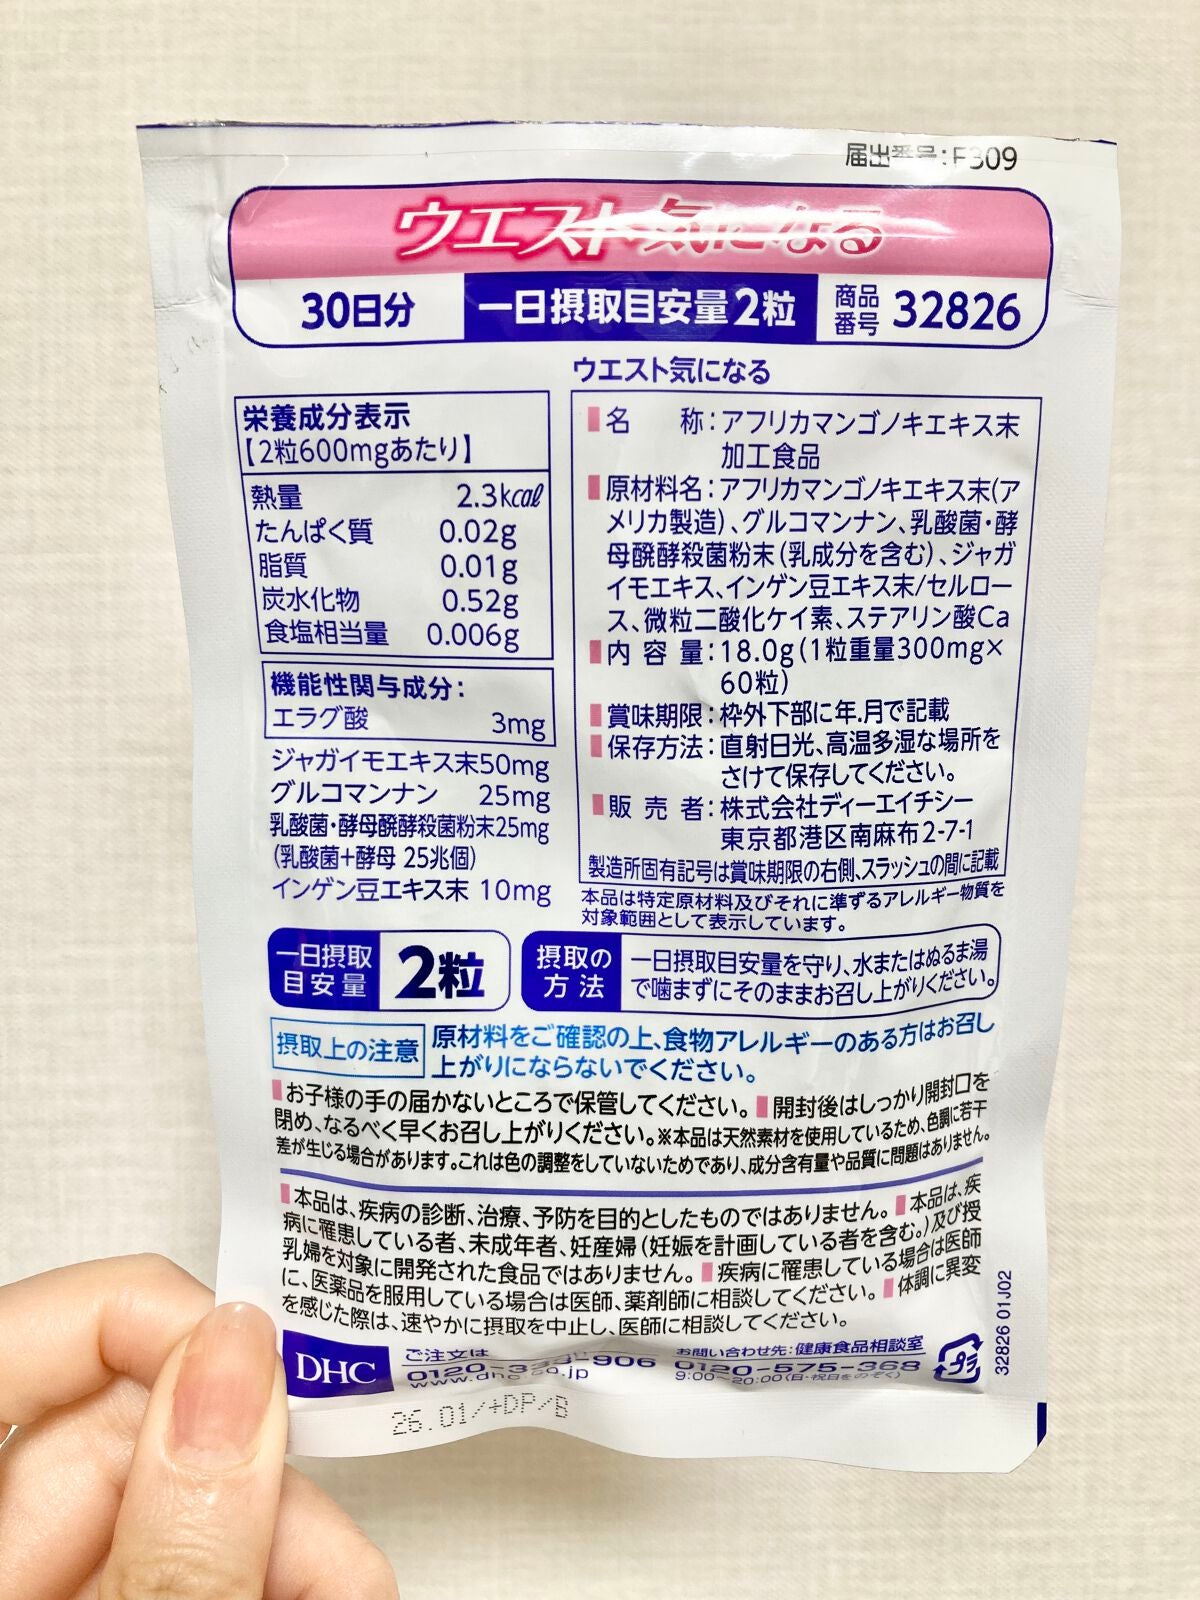 届出番号:F309
ウエスト気になる
30日分 一日摂取目安量2粒 商品番号 32826
栄養成分表示
【2粒600mgあたり】
熱量 2.3kcal
たんぱく質 0.02g
脂質 0.01g
炭水化物 0.52g
食塩相当量 0.006g
機能性関与成分:
エラグ酸 3mg
ジャガイモエキス末50mg
グルコマンナン 25mg
乳酸菌・酵母醗酵殺菌粉末25mg
(乳酸菌+酵母 25兆個)
インゲン豆エキス末 10mg
ウエスト気になる
名 称:アフリカマンゴノキエキス末
加工食品
原材料名:アフリカマンゴノキエキス末(ア
メリカ製造)、グルコマンナン、乳酸菌・酵
母醗酵殺菌粉末(乳成分を含む)、ジャガ
イモエキス、インゲン豆エキス末/セルロー
ス、微粒二酸化ケイ素、ステアリン酸Ca
内 容 量:18.0g(1粒重量300mg×
60粒)
賞味期限:枠外下部に年.月で記載
保存方法:直射日光、高温多湿な場所を
さけて保存してください。
販 売 者:株式会社ディーエイチシー
東京都港区南麻布2-7-1
製造所固有記号は賞味期限の右側、スラッシュの間に記載
本品は特定原材料及びそれに準ずるアレルギー物質を
対象範囲として表示しています。
一日摂取
目安量 2粒
摂取の
方法
一日摂取目安量を守り、水またはぬるま湯
で噛まずにそのままお召し上がりください。
摂取上の注意 原材料をご確認の上、食物アレルギーのある方はお召し
上がりにならないでください。
お子様の手の届かないところで保管してください。 開封後はしっかり開封口を
閉め、なるべく早くお召し上がりください。※本品は天然素材を使用しているため、色調に若干
差が生じる場合があります。これは色の調整をしていないためであり、成分含有量や品質に問題はありません。
本品は、疾病の診断、治療、予防を目的としたものではありません。 本品は、疾
病に罹患している者、未成年者、妊産婦(妊娠を計画している者を含む。)及び授
乳婦を対象に開発された食品ではありません。 疾病に罹患している場合は医師
に、医薬品を服用している場合は医師、薬剤師に相談してください。 体調に異変
を感じた際は、速やかに摂取を中止し、医師に相談してください。
DHC
ご注文は
0120-333-906
www.dhc.co.jp
お問い合わせ先:健康食品相談室
0120-575-368
9:00~20:00(日・祝日をのぞく)
プラ
32826 01J02
26.01/+DP/B